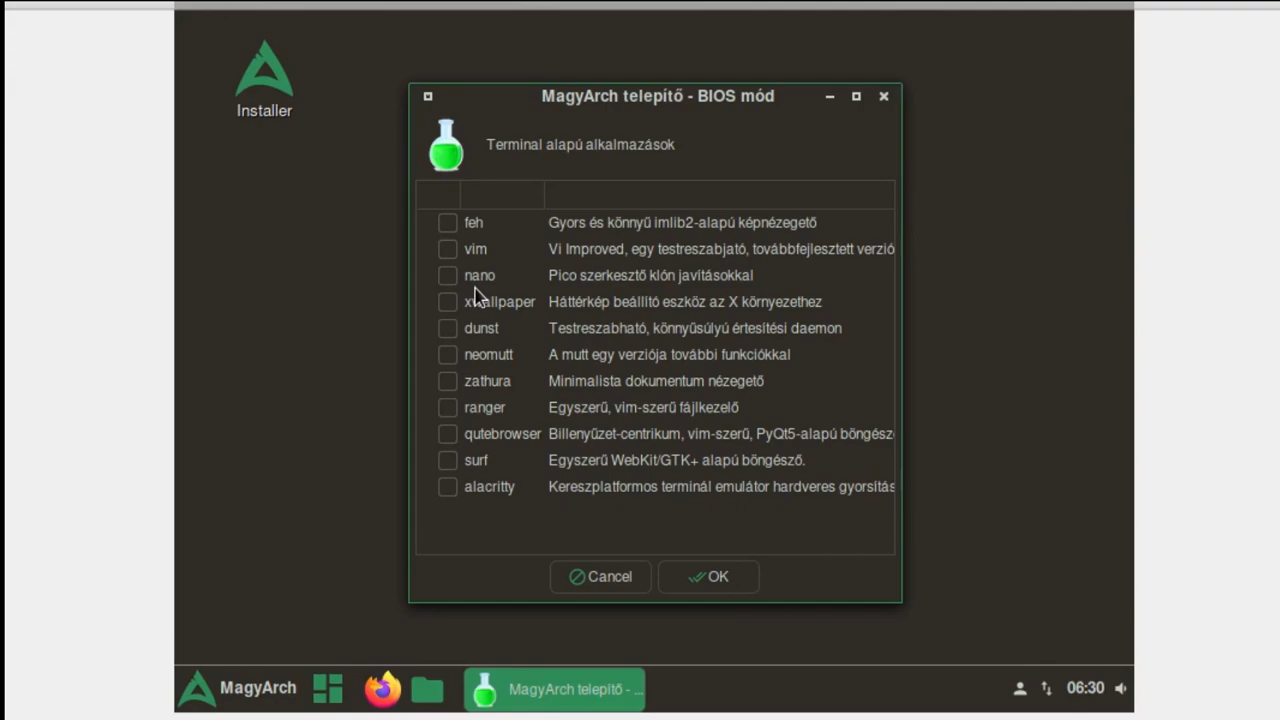 Installer
MagyArch telepítő - BIOS mód
Terminal alapú alkalmazások
feh Gyors és könnyű imlib2-alapú képnézegető
vim Vi Improved, egy testreszabjató, továbbfejlesztett verzió
nano Pico szerkesztő klón javításokkal
xwallpaper Háttérkép beállító eszköz az X környezethez
dunst Testreszabható, könnyűsúlyú értesítési daemon
neomutt A mutt egy verziója további funkciókkal
zathura Minimalista dokumentum nézegető
ranger Egyszerű, vim-szerű fájlkezelő
qutebrowser Billenyűzet-centrikum, vim-szerű, PyQt5-alapú böngész
surf Egyszerű WebKit/GTK+ alapú böngésző.
alacritty Kereszplatformos terminál emulátor hardveres gyorsítás
Cancel OK
MagyArch MagyArch telepítő - ... 06:30